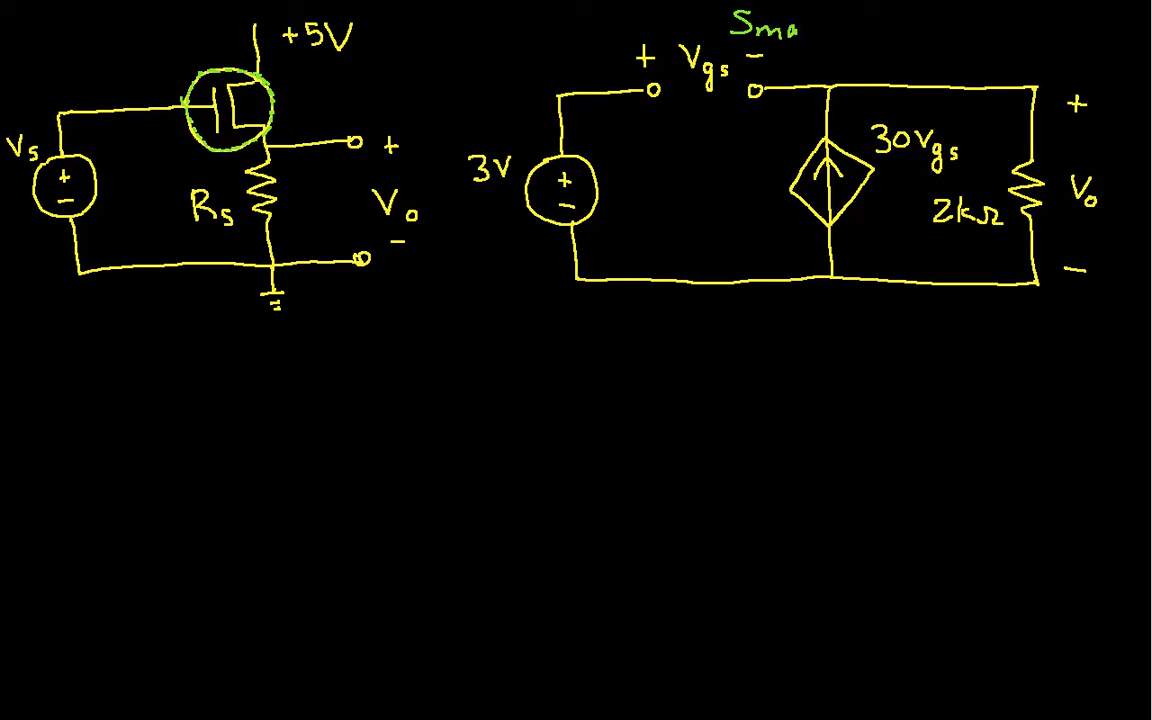 +5V
Vs
+
-
Rs
+
Vo
-
Sma
+ Vgs -
3V
+
-
30Vgs
2kΩ
+
Vo
-